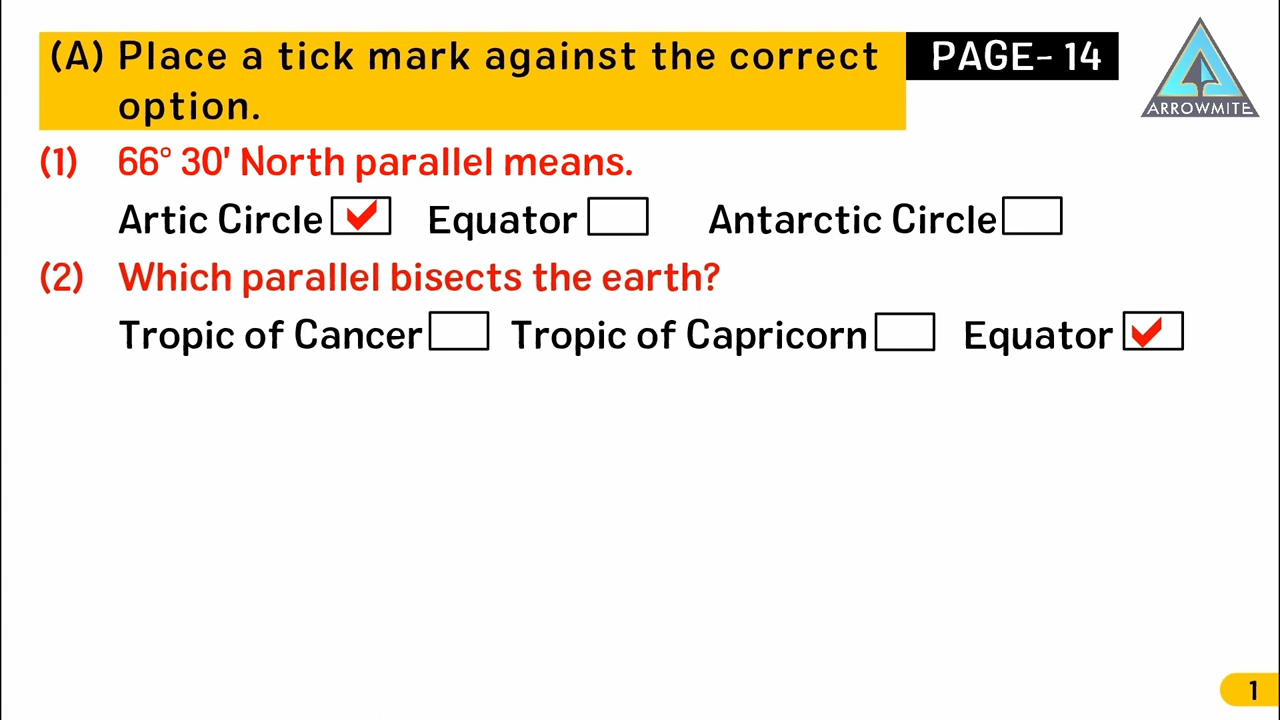 (A) Place a tick mark against the correct option.
PAGE- 14
ARROWMITE
(1) 66° 30' North parallel means.
Artic Circle Equator Antarctic Circle
(2) Which parallel bisects the earth?
Tropic of Cancer Tropic of Capricorn Equator
1